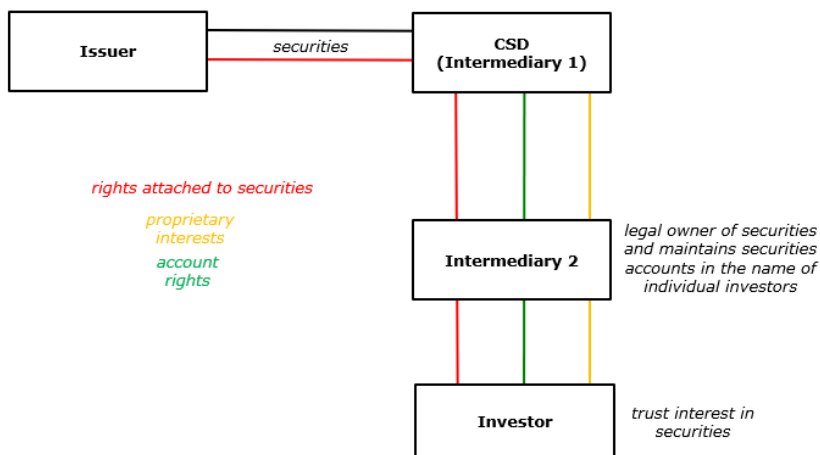 Issuer
securities
CSD
(Intermediary 1)
rights attached to securities
proprietary
interests
account
rights
Intermediary 2
legal owner of securities
and maintains securities
accounts in the name of
individual investors
Investor
trust interest in
securities